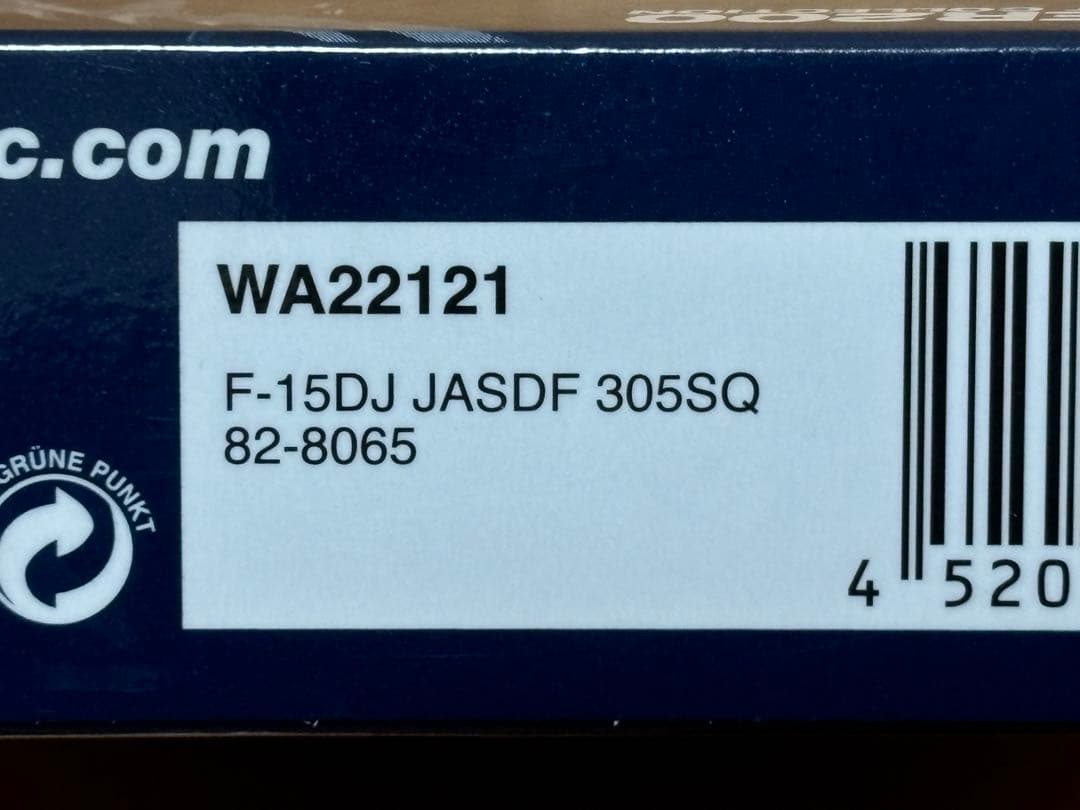 c.com
WA22121
F-15DJ JASDF 305SQ
82-8065
GRÜNE PUNKT
4 520